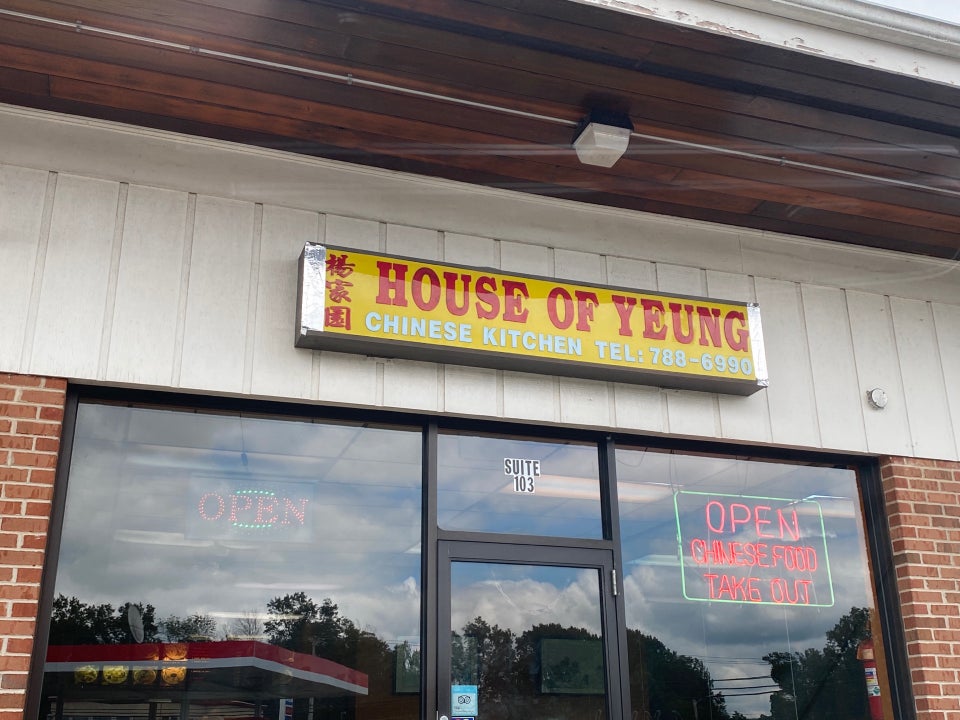 楊家園
HOUSE OF YEUNG
CHINESE KITCHEN TEL: 788-6990
SUITE
103
OPEN
OPEN
CHINESE FOOD
TAKE OUT